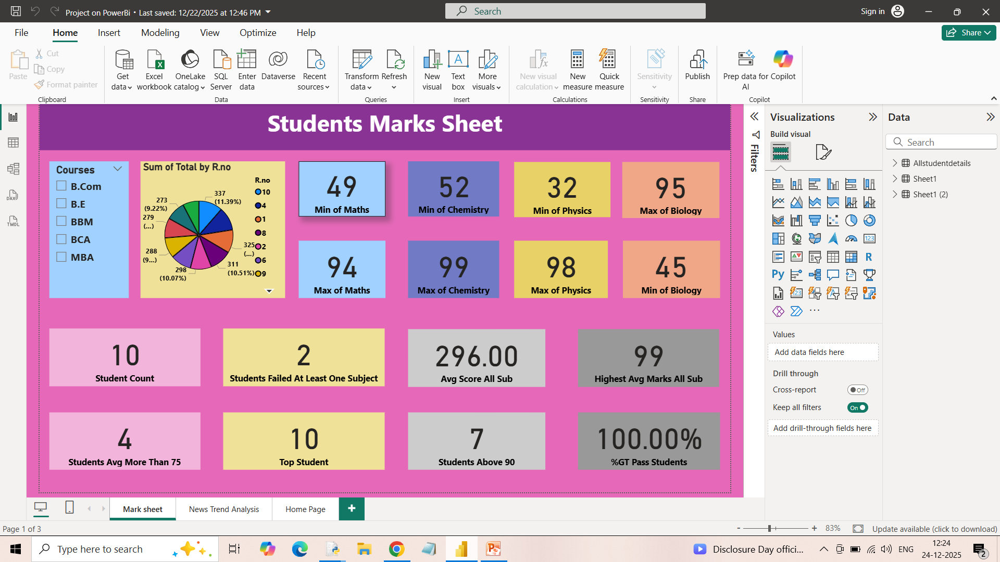 Project on PowerBi • Last saved: 12/22/2025 at 12:46 PM
Search
Sign in
File
Home
Insert
Modeling
View
Optimize
Help
Share
Paste
Cut
Copy
Format painter
Clipboard
Get data
Excel workbook
OneLake catalog
SQL Server
Enter data
Dataverse
Recent sources
Data
Transform data
Refresh
Queries
New visual
Text box
More visuals
Insert
New visual calculation
New measure
Quick measure
Calculations
Sensitivity
Sensitivity
Publish
Share
Prep data for AI
Copilot
Copilot
DAX
TMDL
Students Marks Sheet
Courses
B.Com
B.E
BBM
BCA
MBA
Sum of Total by R.no
337
(11.39%)
325
(...)
311
(10.51%)
298
(10.07%)
288
(9...)
279
(...)
273
(9.22%)
R.no
10
4
1
8
2
6
9
49
Min of Maths
52
Min of Chemistry
32
Min of Physics
95
Max of Biology
94
Max of Maths
99
Max of Chemistry
98
Max of Physics
45
Min of Biology
10
Student Count
2
Students Failed At Least One Subject
296.00
Avg Score All Sub
99
Highest Avg Marks All Sub
4
Students Avg More Than 75
10
Top Student
7
Students Above 90
100.00%
%GT Pass Students
Filters
Visualizations
Build visual
123
R
Py
123
...
Values
Add data fields here
Drill through
Cross-report
Off
Keep all filters
On
Add drill-through fields here
Data
Search
Allstudentdetails
Sheet1
Sheet1 (2)
Mark sheet
News Trend Analysis
Home Page
+
Page 1 of 3
- + 83%
Update available (click to download)
Type here to search
Disclosure Day offici...
ENG
12:24
24-12-2025
2